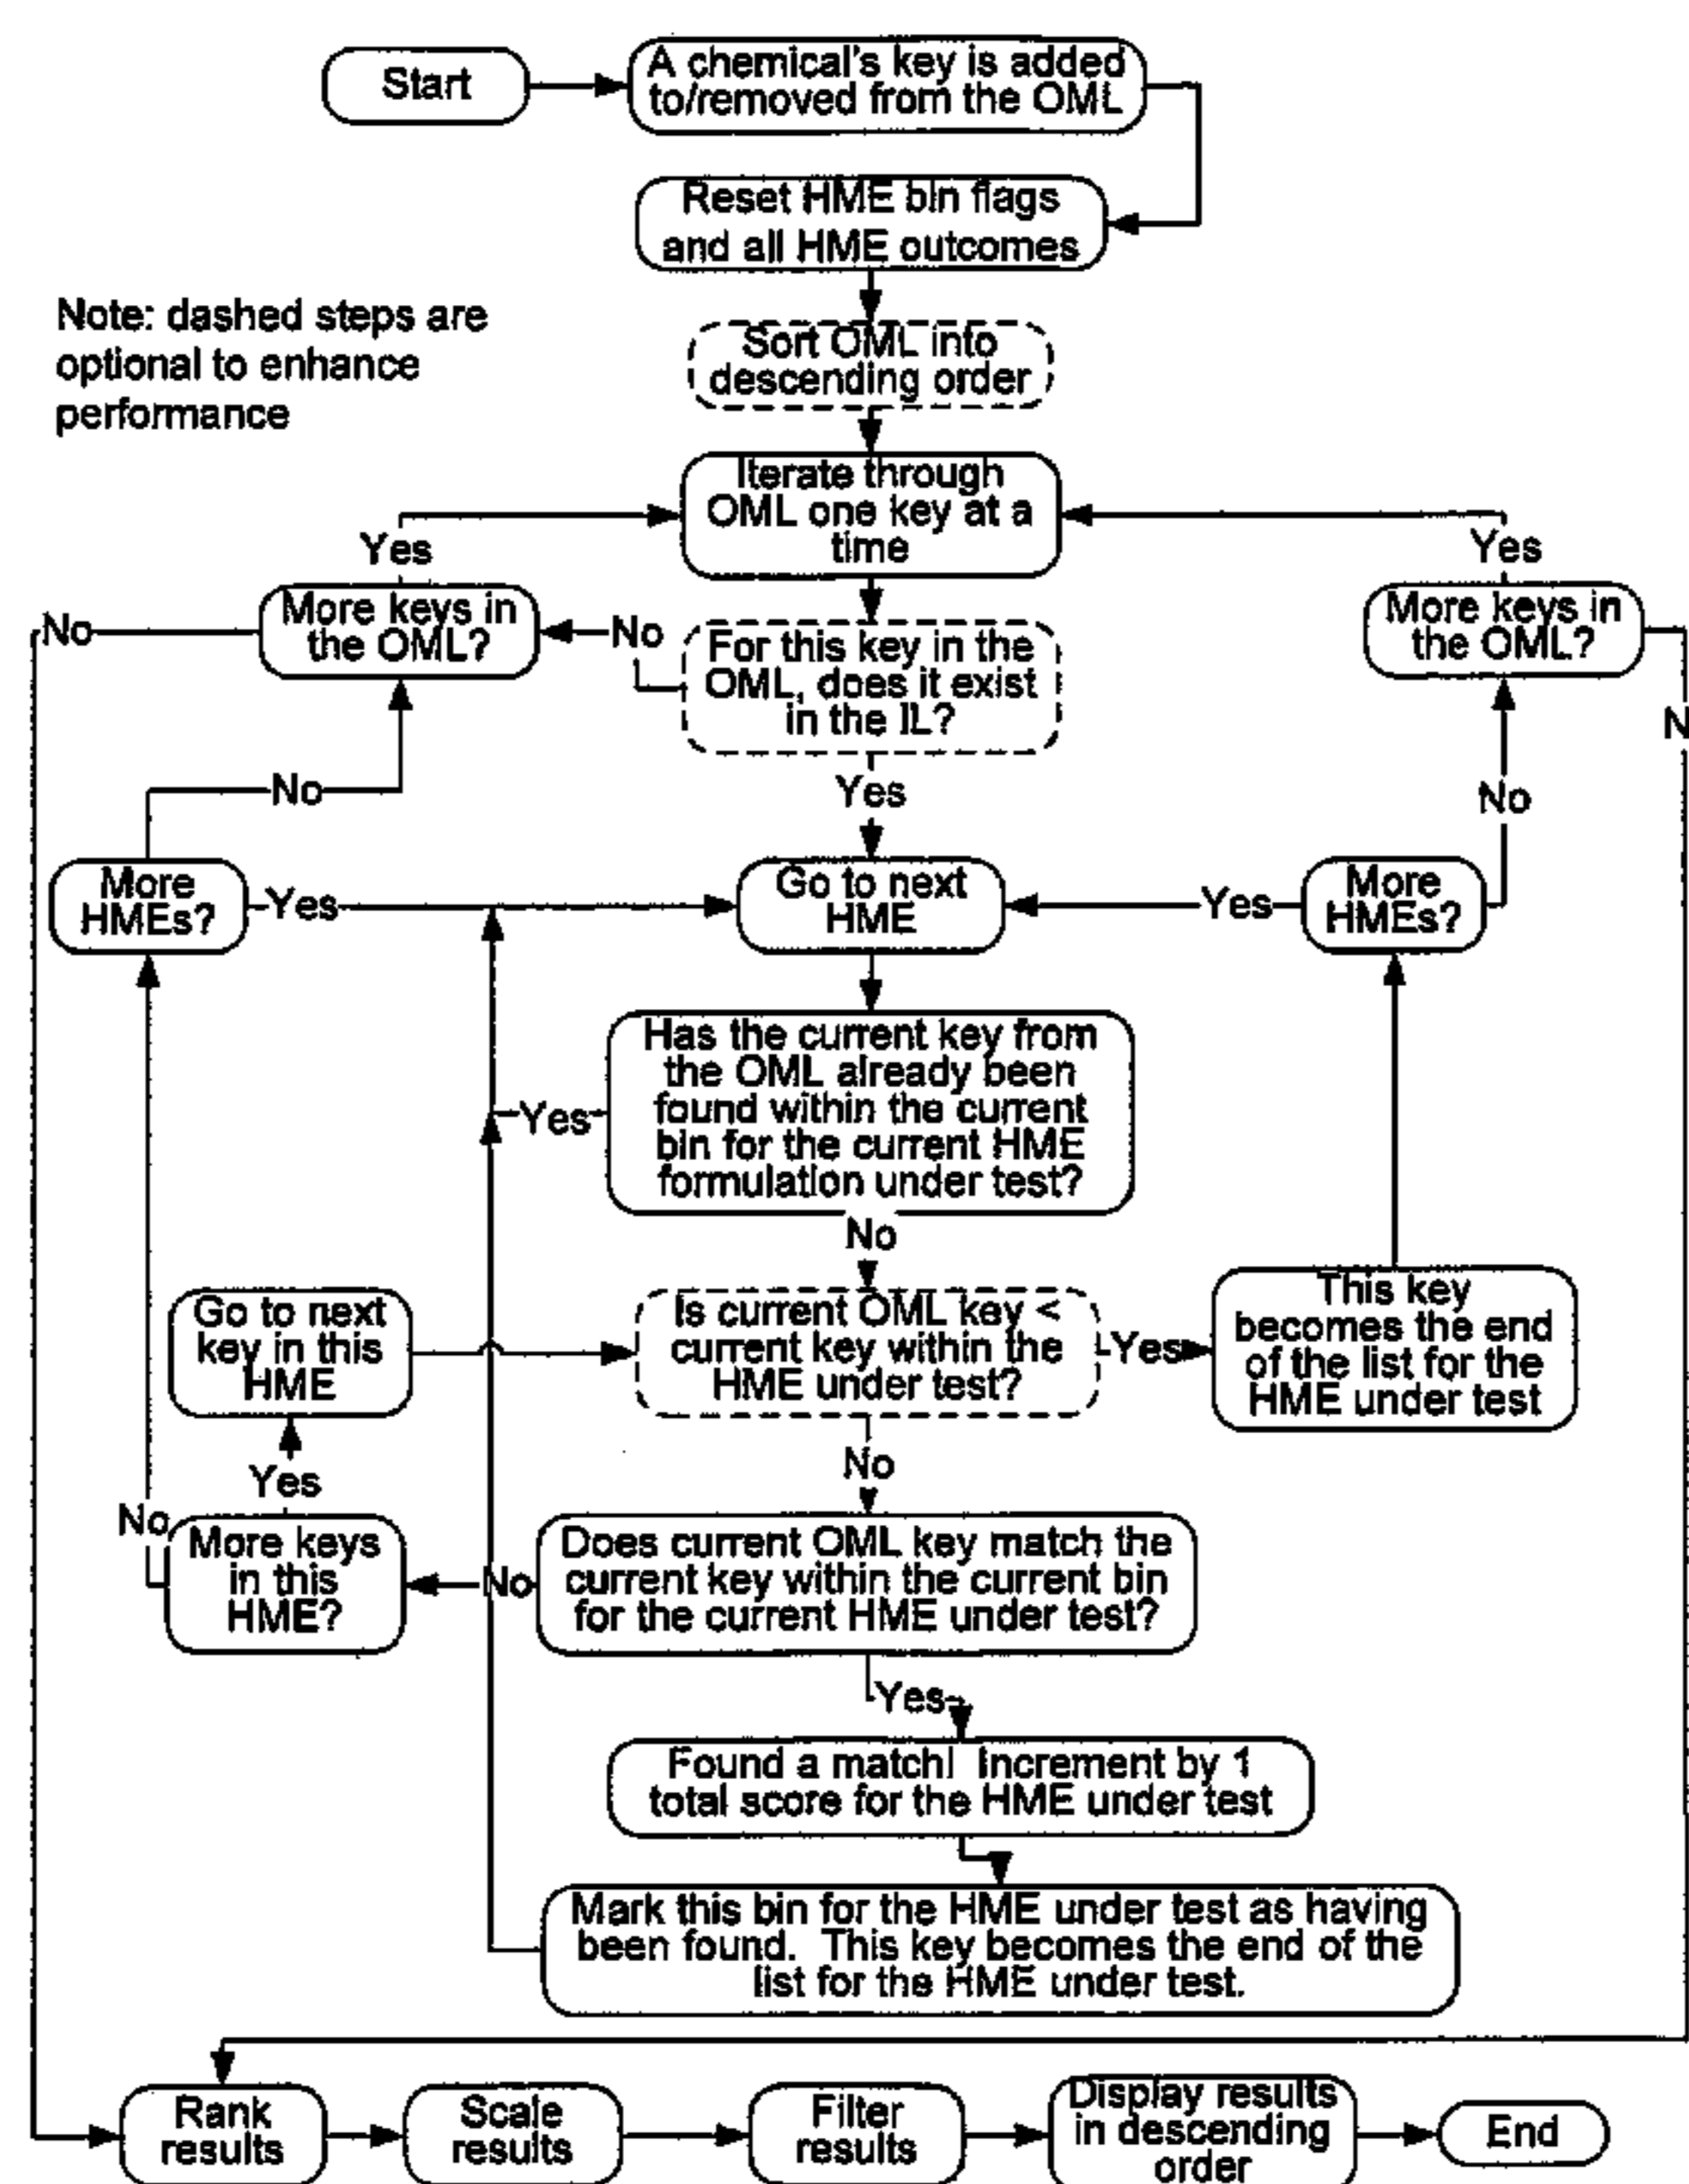 Start
A chemical's key is added
to/removed from the OML
Reset HME bin flags
and all HME outcomes
Note: dashed steps are
optional to enhance
performance
Sort OML into
descending order
Iterate through
OML one key at a
time
Yes
Yes
More keys in
the OML?
No
No
For this key in the
OML, does it exist
in the IL?
More keys in
the OML?
N
Yes
No
No
More
HMEs?
Yes
Go to next
HME
Yes
More
HMEs?
Has the current key from
the OML already been
found within the current
bin for the current HME
formulation under test?
Yes
No
Go to next
key in this
HME
Is current OML key <
current key within the
HME under test?
Yes
This key
becomes the end
of the list for the
HME under test
Yes
No
No
More keys
in this
HME?
No
Does current OML key match the
current key within the current bin
for the current HME under test?
Yes
Found a match! Increment by 1
total score for the HME under test
Mark this bin for the HME under test as having
been found. This key becomes the end of the
list for the HME under test.
Rank
results
Scale
results
Filter
results
Display results
in descending
order
End